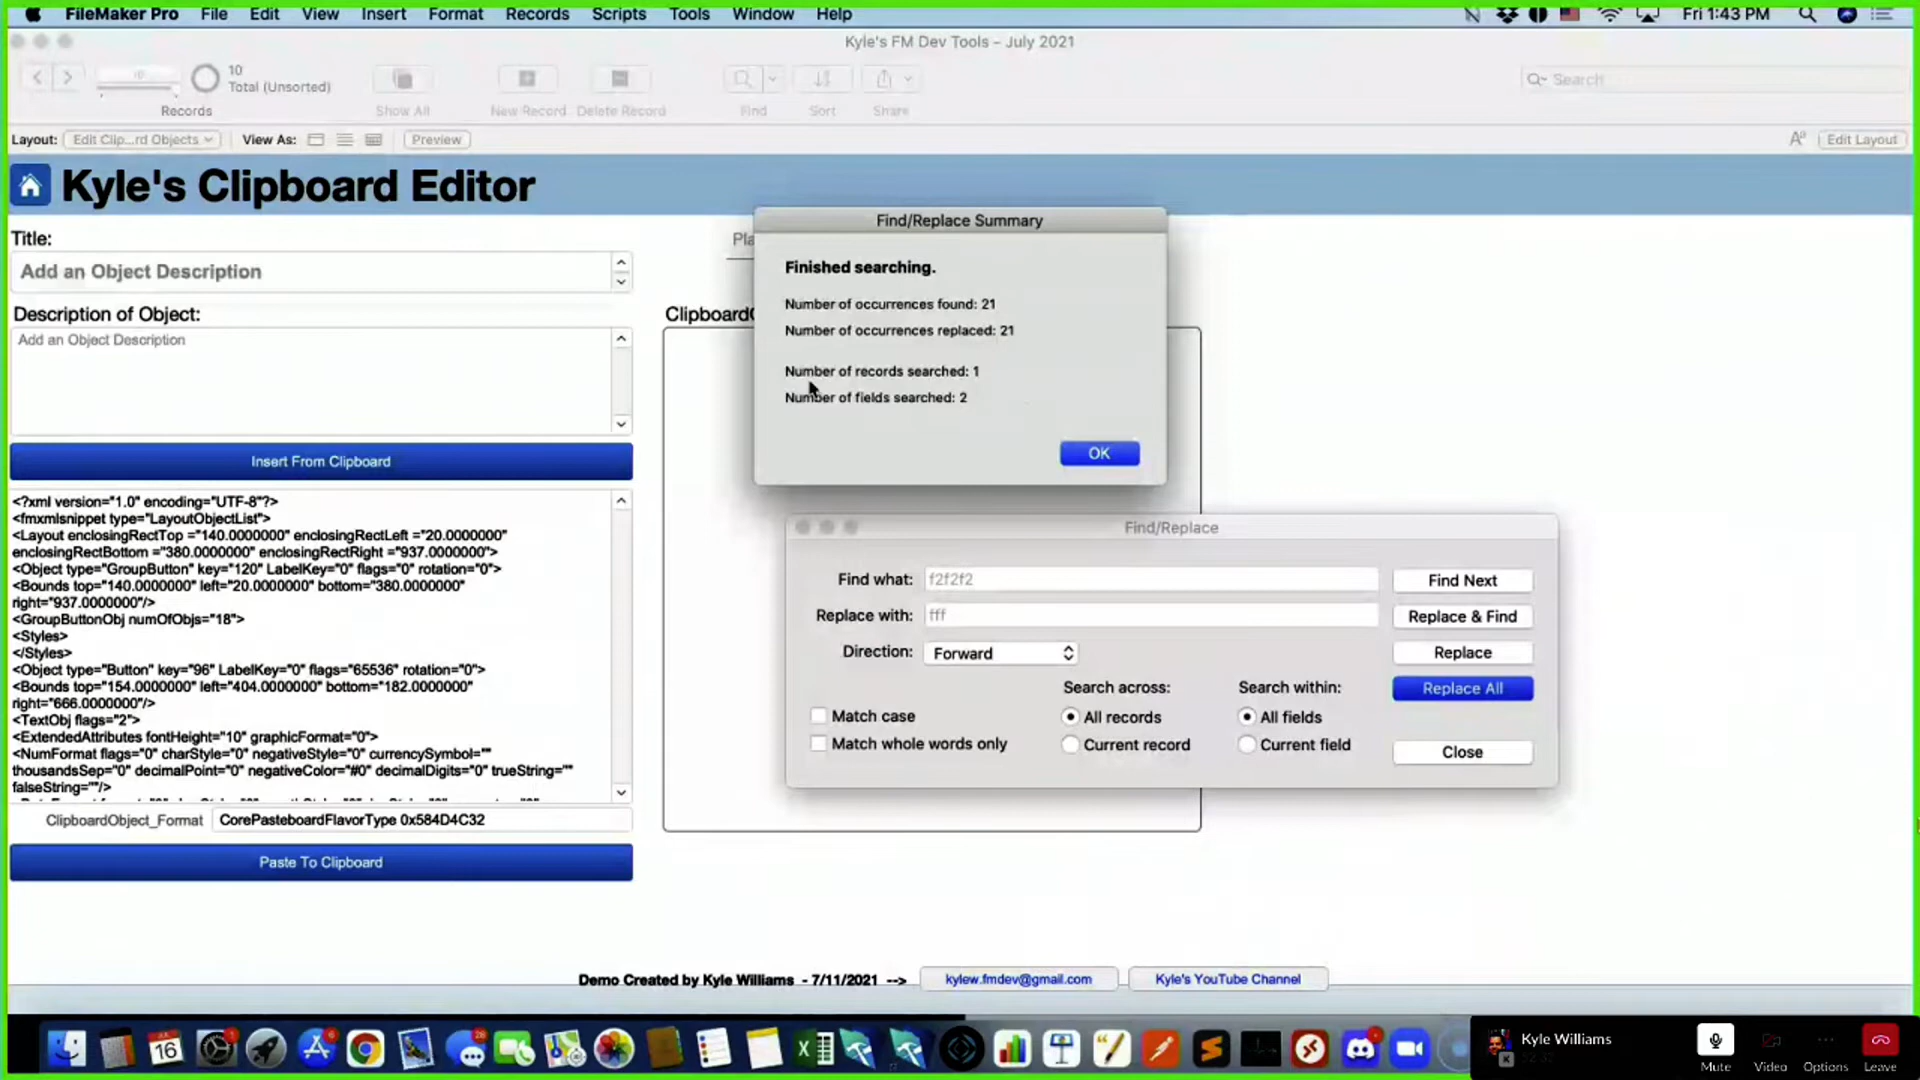 FileMaker Pro File Edit View Insert Format Records Scripts Tools Window Help
Fri 1:43 PM
Kyle's FM Dev Tools – July 2021
10
Total (Unsorted)
Records
Show All
New Record
Delete Record
Find
Sort
Share
Search
Layout: Edit Clip...rd Objects
View As:
Preview
Edit Layout
Kyle's Clipboard Editor
Title:
Add an Object Description
Description of Object:
Add an Object Description
Insert From Clipboard
<?xml version="1.0" encoding="UTF-8"?>
<fmxmlsnippet type="LayoutObjectList">
<Layout enclosingRectTop ="140.0000000" enclosingRectLeft ="20.0000000"
enclosingRectBottom ="380.0000000" enclosingRectRight ="937.0000000">
<Object type="GroupButton" key="120" LabelKey="0" flags="0" rotation="0">
<Bounds top="140.0000000" left="20.0000000" bottom="380.0000000"
right="937.0000000"/>
<GroupButtonObj numOfObjs="18">
<Styles>
</Styles>
<Object type="Button" key="96" LabelKey="0" flags="65536" rotation="0">
<Bounds top="154.0000000" left="404.0000000" bottom="182.0000000"
right="666.0000000"/>
<TextObj flags="2">
<ExtendedAttributes fontHeight="10" graphicFormat="0">
<NumFormat flags="0" charStyle="0" negativeStyle="0" currencySymbol=""
thousandsSep="0" decimalPoint="0" negativeColor="#0" decimalDigits="0" trueString=""
falseString=""/>
ClipboardObject_Format CorePasteboardFlavorType 0x584D4C32
Paste To Clipboard
Pla
ClipboardO
Find/Replace Summary
Finished searching.
Number of occurrences found: 21
Number of occurrences replaced: 21
Number of records searched: 1
Number of fields searched: 2
OK
Find/Replace
Find what: f2f2f2
Replace with: fff
Direction: Forward
Match case
Match whole words only
Search across:
All records
Current record
Search within:
All fields
Current field
Find Next
Replace & Find
Replace
Replace All
Close
Demo Created by Kyle Williams - 7/11/2021 -->
kylew.fmdev@gmail.com
Kyle's YouTube Channel
16
Kyle Williams
Mute
Video
Options
Leave